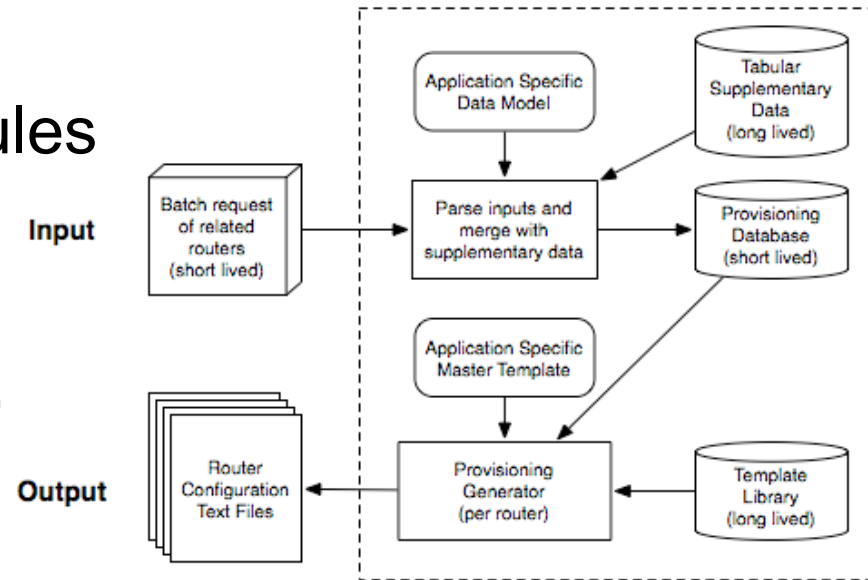 ules
Application Specific
Data Model
Tabular
Supplementary
Data
(long lived)
Input
Batch request
of related
routers
(short lived)
Parse inputs and
merge with
supplementary data
Provisioning
Database
(short lived)
Application Specific
Master Template
Output
Router
Configuration
Text Files
Provisioning
Generator
(per router)
Template
Library
(long lived)